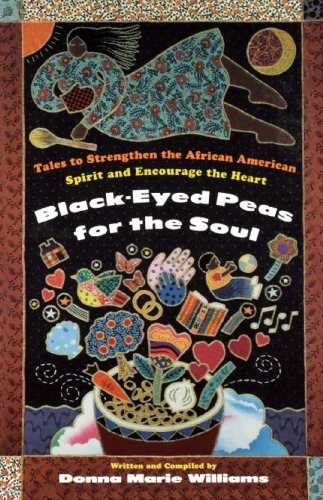 Tales to Strengthen the African American
Spirit and Encourage the Heart
Black-Eyed Peas
for the Soul
Written and Compiled by
Donna Marie Williams